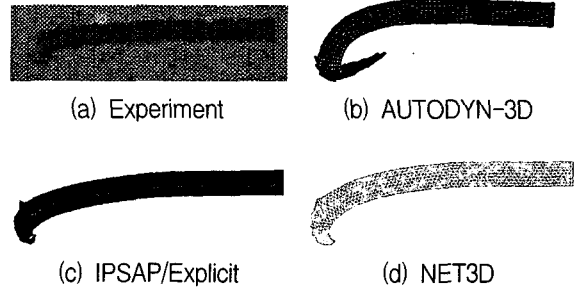 (a) Experiment
(b) AUTODYN-3D
(c) IPSAP/Explicit
(d) NET3D